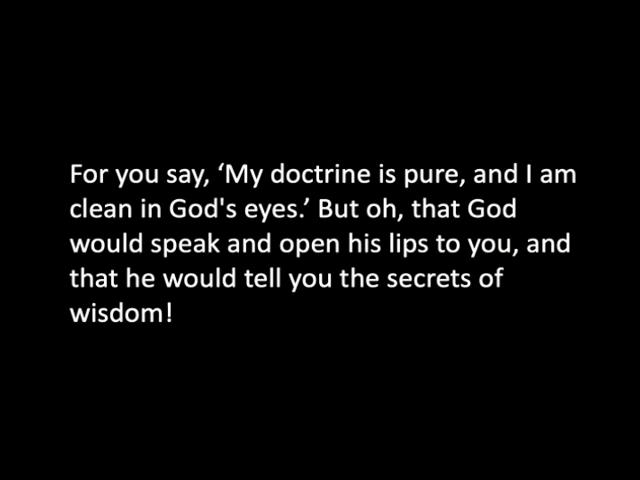 For you say, ‘My doctrine is pure, and I am
clean in God's eyes.’ But oh, that God
would speak and open his lips to you, and
that he would tell you the secrets of
wisdom!